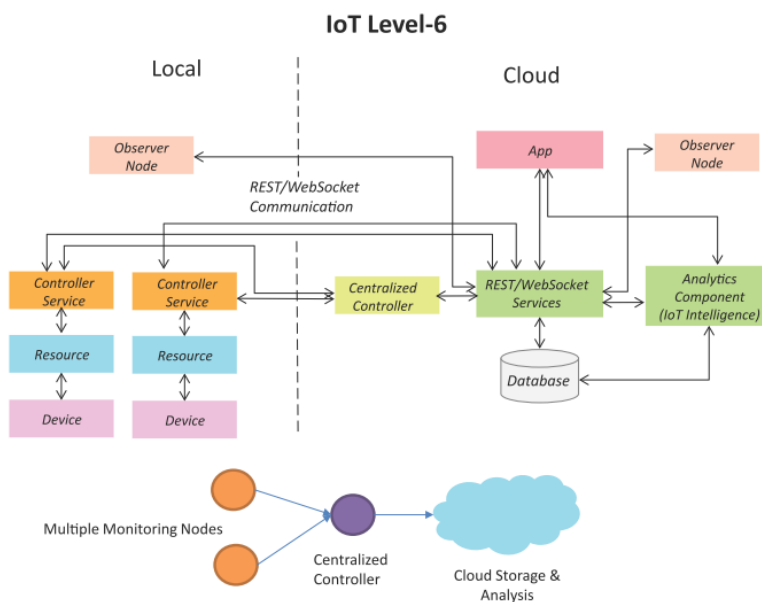 IoT Level-6
Local
Cloud
Observer
Node
App
Observer
Node
REST/WebSocket
Communication
Controller
Service
Controller
Service
Centralized
Controller
REST/WebSocket
Services
Analytics
Component
(IoT Intelligence)
Resource
Resource
Database
Device
Device
Multiple Monitoring Nodes
Centralized
Controller
Cloud Storage &
Analysis